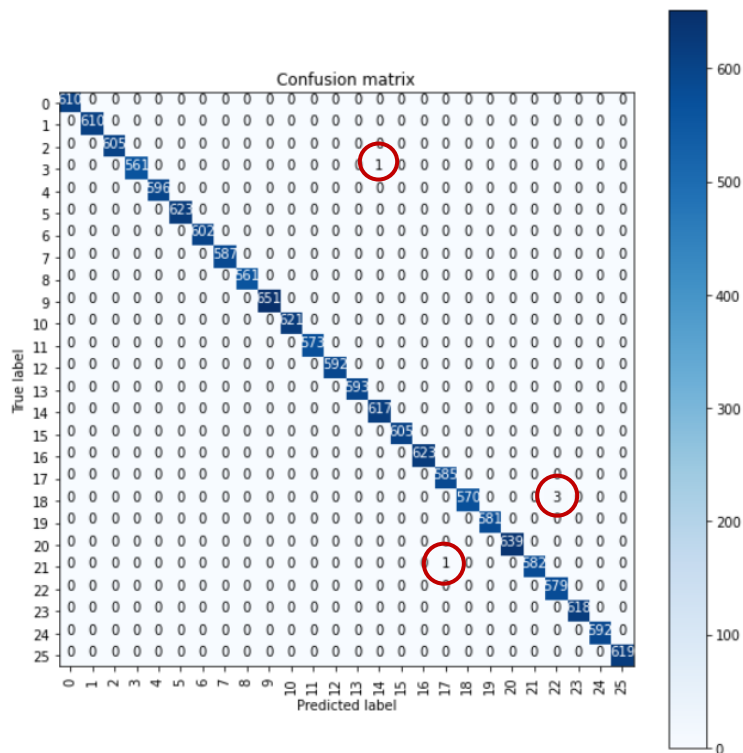 Confusion matrix
0 610 0 0 0 0 0 0 0 0 0 0 0 0 0 0 0 0 0 0 0 0 0 0 0 0 0
1 0 610 0 0 0 0 0 0 0 0 0 0 0 0 0 0 0 0 0 0 0 0 0 0 0 0
2 0 0 605 0 0 0 0 0 0 0 0 0 0 0 0 0 0 0 0 0 0 0 0 0 0 0
3 0 0 0 561 0 0 0 0 0 0 0 0 0 0 1 0 0 0 0 0 0 0 0 0 0 0
4 0 0 0 0 596 0 0 0 0 0 0 0 0 0 0 0 0 0 0 0 0 0 0 0 0 0
5 0 0 0 0 0 623 0 0 0 0 0 0 0 0 0 0 0 0 0 0 0 0 0 0 0 0
6 0 0 0 0 0 0 602 0 0 0 0 0 0 0 0 0 0 0 0 0 0 0 0 0 0 0
7 0 0 0 0 0 0 0 587 0 0 0 0 0 0 0 0 0 0 0 0 0 0 0 0 0 0
8 0 0 0 0 0 0 0 0 561 0 0 0 0 0 0 0 0 0 0 0 0 0 0 0 0 0
9 0 0 0 0 0 0 0 0 0 651 0 0 0 0 0 0 0 0 0 0 0 0 0 0 0 0
10 0 0 0 0 0 0 0 0 0 0 621 0 0 0 0 0 0 0 0 0 0 0 0 0 0 0
11 0 0 0 0 0 0 0 0 0 0 0 573 0 0 0 0 0 0 0 0 0 0 0 0 0 0
12 0 0 0 0 0 0 0 0 0 0 0 0 592 0 0 0 0 0 0 0 0 0 0 0 0 0
13 0 0 0 0 0 0 0 0 0 0 0 0 0 593 0 0 0 0 0 0 0 0 0 0 0 0
14 0 0 0 0 0 0 0 0 0 0 0 0 0 0 617 0 0 0 0 0 0 0 0 0 0 0
15 0 0 0 0 0 0 0 0 0 0 0 0 0 0 0 605 0 0 0 0 0 0 0 0 0 0
16 0 0 0 0 0 0 0 0 0 0 0 0 0 0 0 0 623 0 0 0 0 0 0 0 0 0
17 0 0 0 0 0 0 0 0 0 0 0 0 0 0 0 0 0 585 0 0 0 0 0 0 0 0
18 0 0 0 0 0 0 0 0 0 0 0 0 0 0 0 0 0 0 570 0 0 0 3 0 0 0
19 0 0 0 0 0 0 0 0 0 0 0 0 0 0 0 0 0 0 0 581 0 0 0 0 0 0
20 0 0 0 0 0 0 0 0 0 0 0 0 0 0 0 0 0 0 0 0 639 0 0 0 0 0
21 0 0 0 0 0 0 0 0 0 0 0 0 0 0 0 0 0 1 0 0 0 582 0 0 0 0
22 0 0 0 0 0 0 0 0 0 0 0 0 0 0 0 0 0 0 0 0 0 0 579 0 0 0
23 0 0 0 0 0 0 0 0 0 0 0 0 0 0 0 0 0 0 0 0 0 0 0 618 0 0
24 0 0 0 0 0 0 0 0 0 0 0 0 0 0 0 0 0 0 0 0 0 0 0 0 592 0
25 0 0 0 0 0 0 0 0 0 0 0 0 0 0 0 0 0 0 0 0 0 0 0 0 0 619
0 1 2 3 4 5 6 7 8 9 10 11 12 13 14 15 16 17 18 19 20 21 22 23 24 25
Predicted label
True label
600
500
400
300
200
100
0